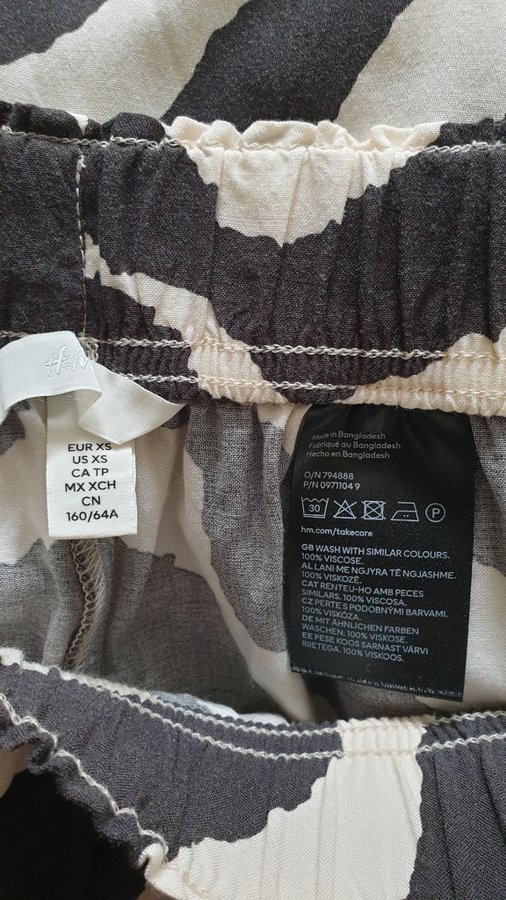 H&M
EUR XS
US XS
CA TP
MX XCH
CN
160/64A
Made in Bangladesh
Fabriqué au Bangladesh
Hecho en Bangladesh
O/N 794888
P/N 0971104 9
30
P
hm.com/takecare
GB WASH WITH SIMILAR COLOURS.
100% VISCOSE.
AL LANI ME NGJYRA TË NGJASHME.
100% VISKOZË.
CAT RENTEU-HO AMB PECES
SIMILARS. 100% VISCOSA.
CZ PERTE S PODOBNÝMI BARVAMI.
100% VISKÓZA.
DE MIT ÄHNLICHEN FARBEN
WASCHEN. 100% VISKOSE.
EE PESE KOOS SARNAST VÄRVI
RIIETEGA. 100% VISKOOS.